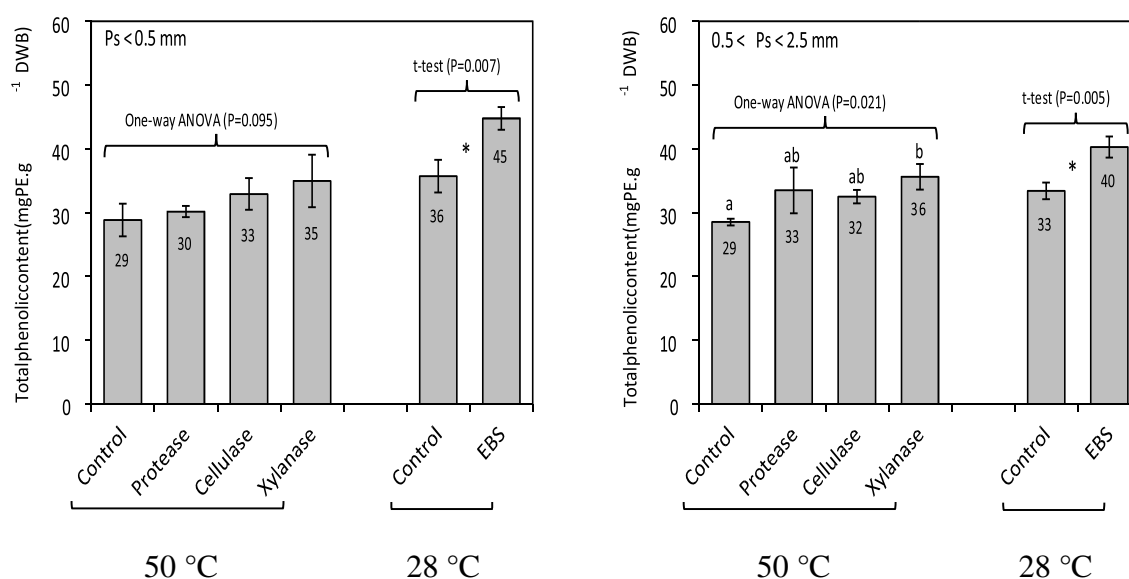 60
50
40
30
20
10
0
Totalphenoliccontent(mgPE.g -1 DWB)
Ps < 0.5 mm
One-way ANOVA (P=0.095)
t-test (P=0.007)
*
29
30
33
35
36
45
Control
Protease
Cellulase
Xylanase
Control
EBS
50 °C
28 °C
60
50
40
30
20
10
0
Totalphenoliccontent(mgPE.g -1 DWB)
0.5 < Ps < 2.5 mm
One-way ANOVA (P=0.021)
t-test (P=0.005)
a
ab
ab
b
*
29
33
32
36
33
40
Control
Protease
Cellulase
Xylanase
Control
EBS
50 °C
28 °C